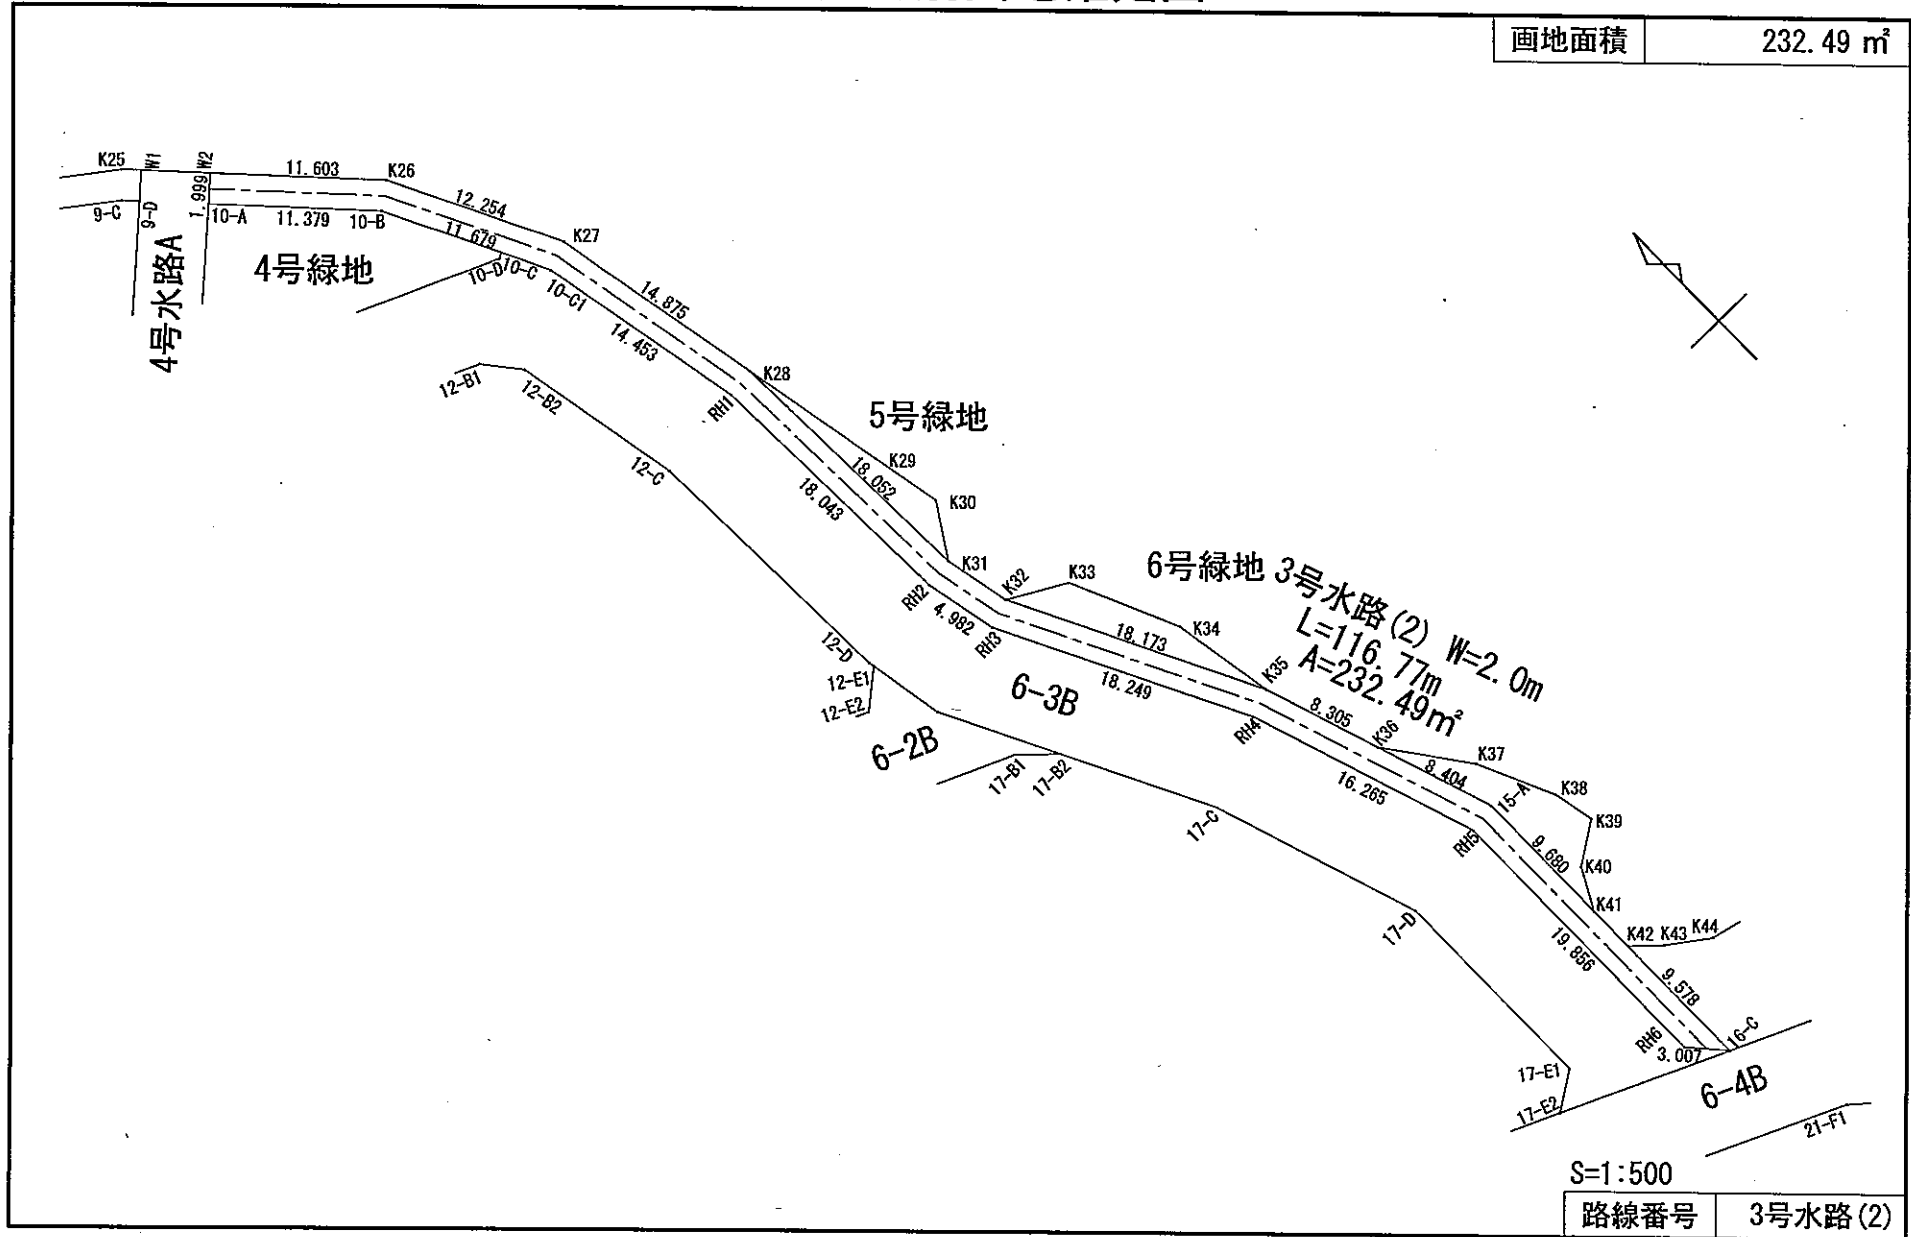 画地面積 232.49 ㎡
K25
W1
W2
11.603
K26
9-C
9-D
1.999
10-A
11.379
10-B
12.254
K27
11.679
4号水路A
4号緑地
10-D
10-C
10-C1
14.875
14.453
K28
12-B1
12-B2
RH1
5号緑地
12-C
18.052
K29
18.043
K30
K31
K32
K33
6号緑地
3号水路(2) W=2.0m
L=116.77m
A=232.49㎡
RH2
4.982
RH3
18.173
K34
K35
12-D
12-E1
12-E2
6-3B
18.249
8.305
K36
RH4
6-2B
K37
17-B1
17-B2
16.265
8.404
15-A
K38
17-C
K39
RH5
9.680
K40
K41
17-D
K42
K43
K44
19.856
9.578
RH6
3.007
16-C
17-E1
17-E2
6-4B
21-F1
S=1:500
路線番号 3号水路(2)